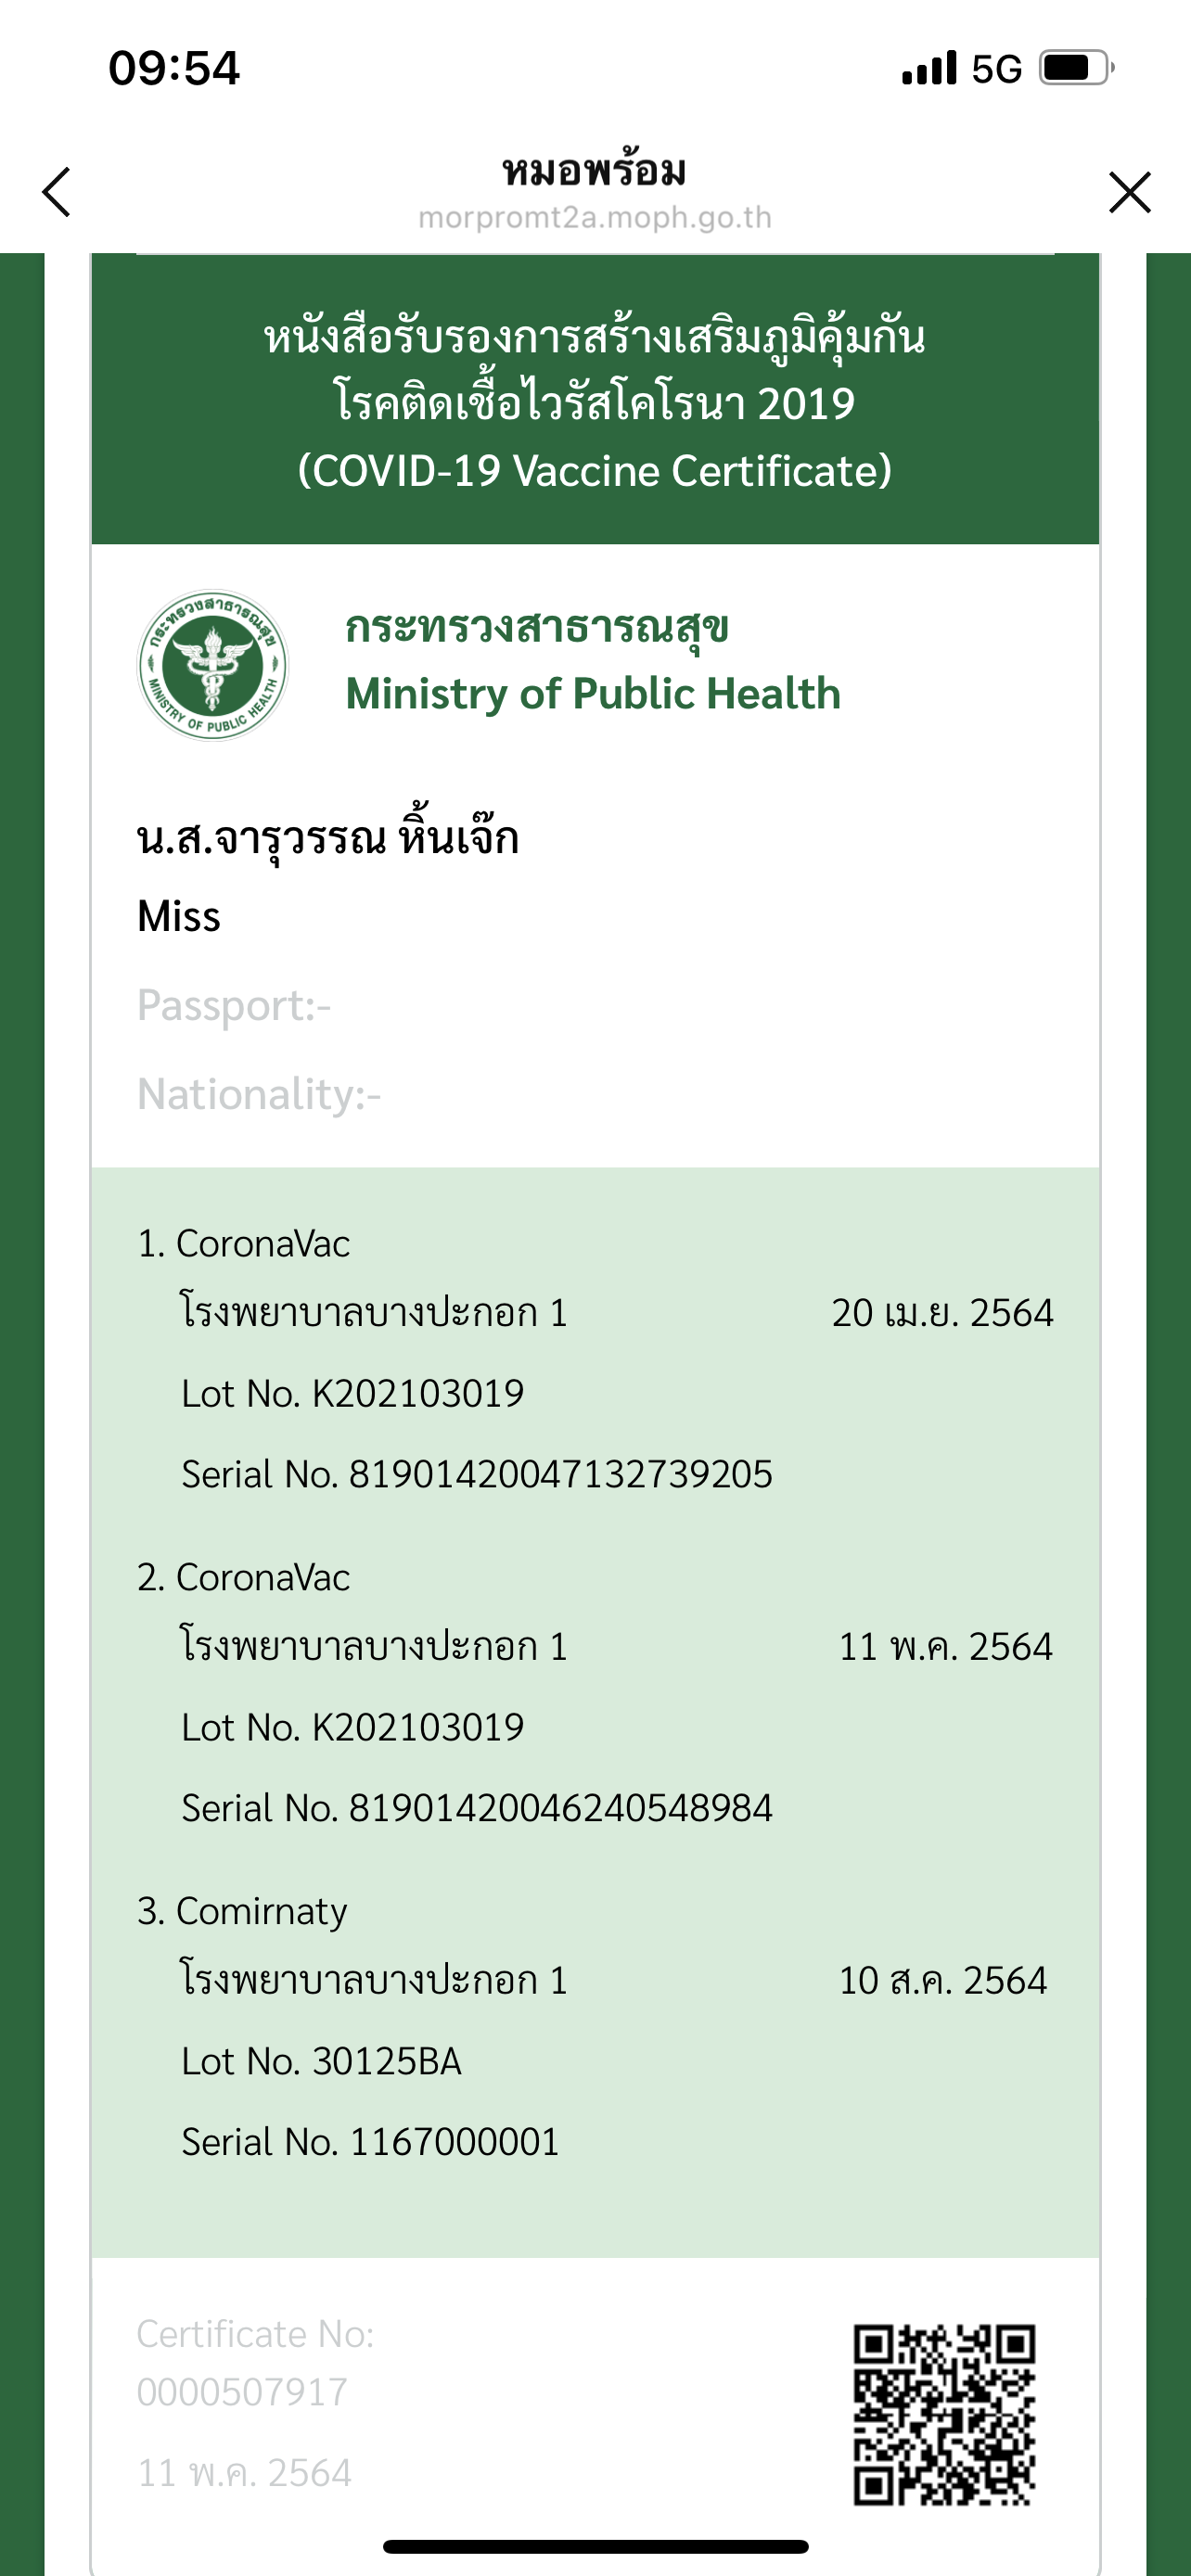 09:54
5G
หมอพร้อม
morpromt2a.moph.go.th
หนังสือรับรองการสร้างเสริมภูมิคุ้มกัน
โรคติดเชื้อไวรัสโคโรนา 2019
(COVID-19 Vaccine Certificate)
กระทรวงสาธารณสุข
MINISTRY OF PUBLIC HEALTH
กระทรวงสาธารณสุข
Ministry of Public Health
น.ส.จารุวรรณ หิ้นเจ๊ก
Miss
Passport:-
Nationality:-
1. CoronaVac
โรงพยาบาลบางปะกอก 1 20 เม.ย. 2564
Lot No. K202103019
Serial No. 81901420047132739205
2. CoronaVac
โรงพยาบาลบางปะกอก 1 11 พ.ค. 2564
Lot No. K202103019
Serial No. 81901420046240548984
3. Comirnaty
โรงพยาบาลบางปะกอก 1 10 ส.ค. 2564
Lot No. 30125BA
Serial No. 1167000001
Certificate No:
0000507917
11 พ.ค. 2564